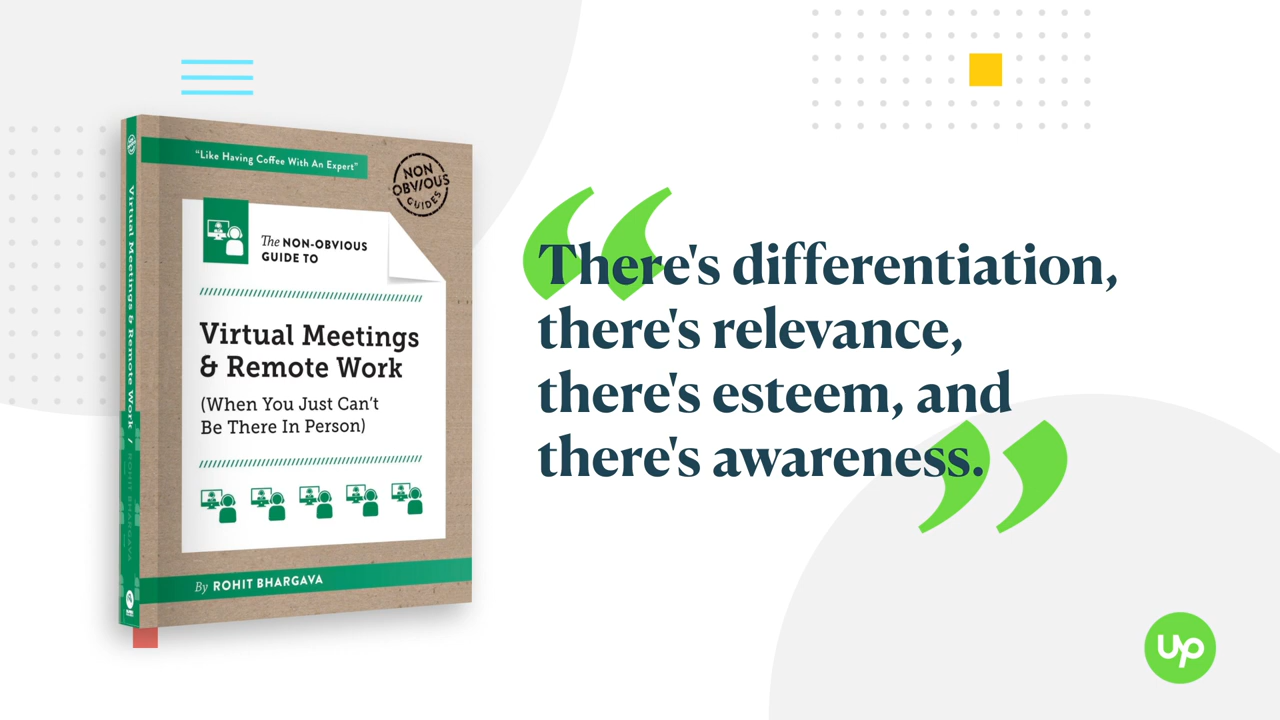 "Like Having Coffee With An Expert"
NON
OBVIOUS
GUIDES
The NON-OBVIOUS
GUIDE TO
Virtual Meetings
& Remote Work
(When You Just Can't
Be There In Person)
By ROHIT BHARGAVA
Virtual Meetings & Remote Work / ROHIT BHARGAVA
There's differentiation,
there's relevance,
there's esteem, and
there's awareness.
Up